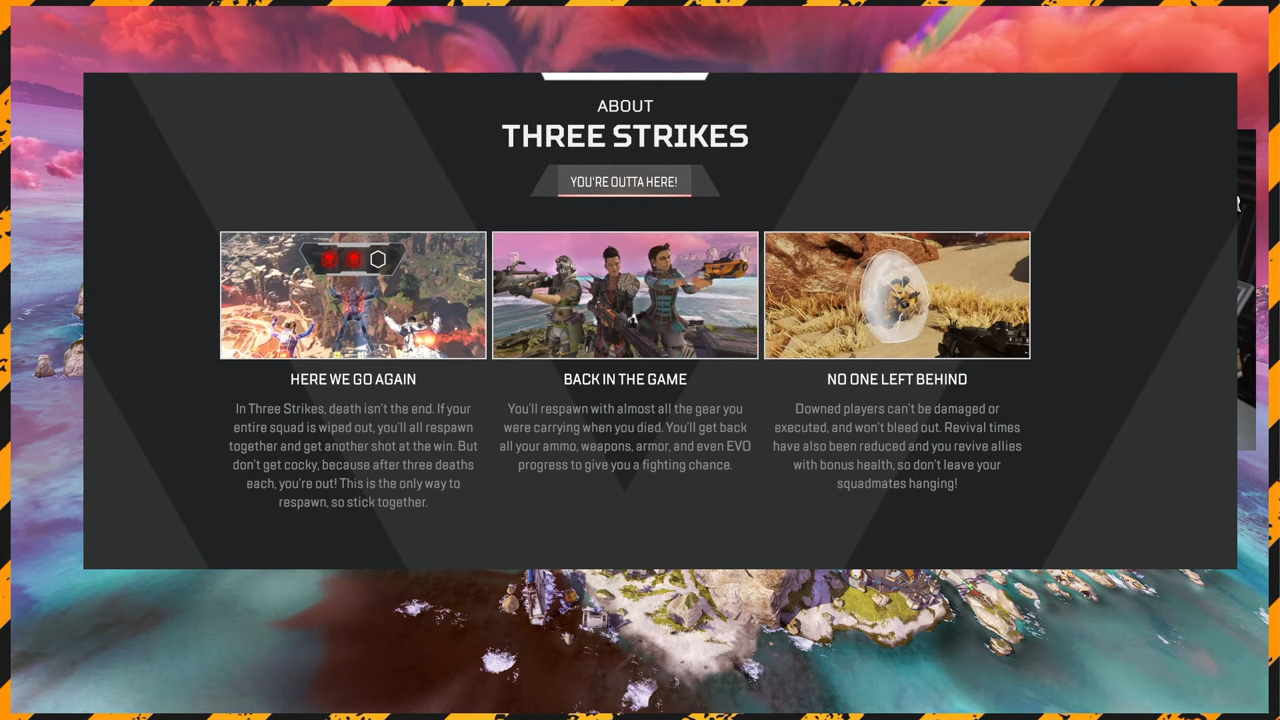 ABOUT
THREE STRIKES
YOU'RE OUTTA HERE!
HERE WE GO AGAIN
In Three Strikes, death isn't the end. If your
entire squad is wiped out, you'll all respawn
together and get another shot at the win. But
don't get cocky, because after three deaths
each, you're out! This is the only way to
respawn, so stick together.
BACK IN THE GAME
You'll respawn with almost all the gear you
were carrying when you died. You'll get back
all your ammo, weapons, armor, and even EVO
progress to give you a fighting chance.
NO ONE LEFT BEHIND
Downed players can't be damaged or
executed, and won't bleed out. Revival times
have also been reduced and you revive allies
with bonus health, so don't leave your
squadmates hanging!